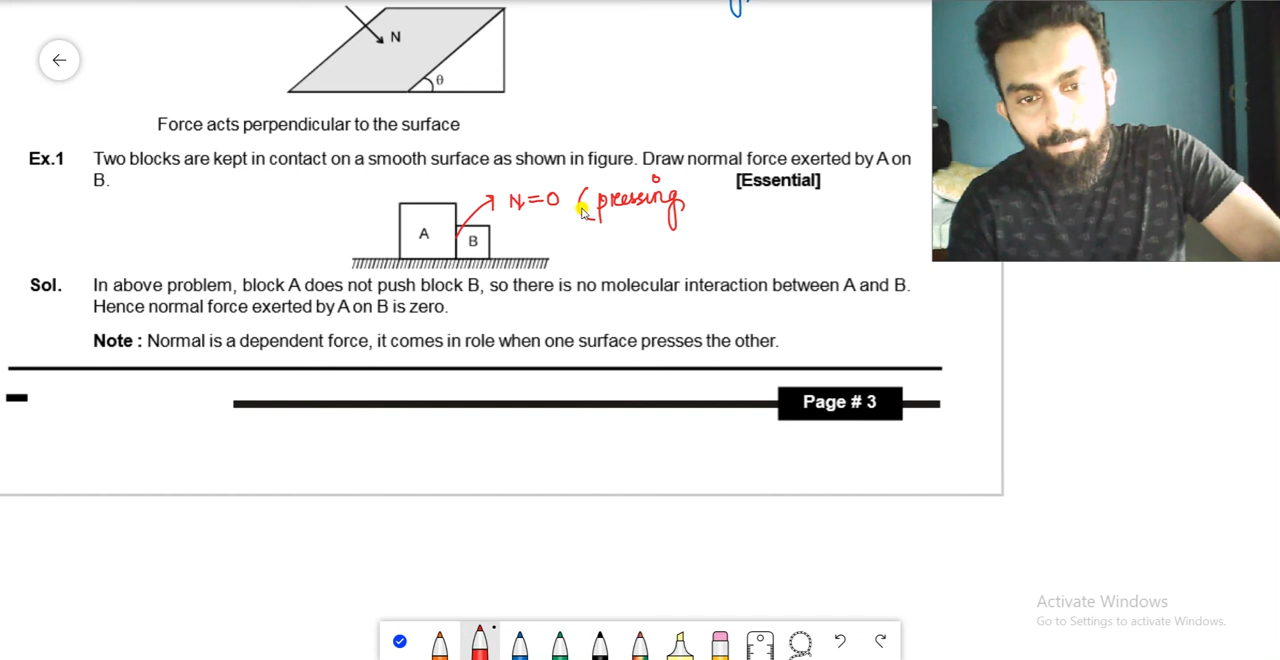 N
θ
Force acts perpendicular to the surface
Ex.1 Two blocks are kept in contact on a smooth surface as shown in figure. Draw normal force exerted by A on
B. [Essential]
N=0 (pressing
A
B
Sol. In above problem, block A does not push block B, so there is no molecular interaction between A and B.
Hence normal force exerted by A on B is zero.
Note : Normal is a dependent force, it comes in role when one surface presses the other.
Page # 3
Activate Windows
Go to Settings to activate Windows.